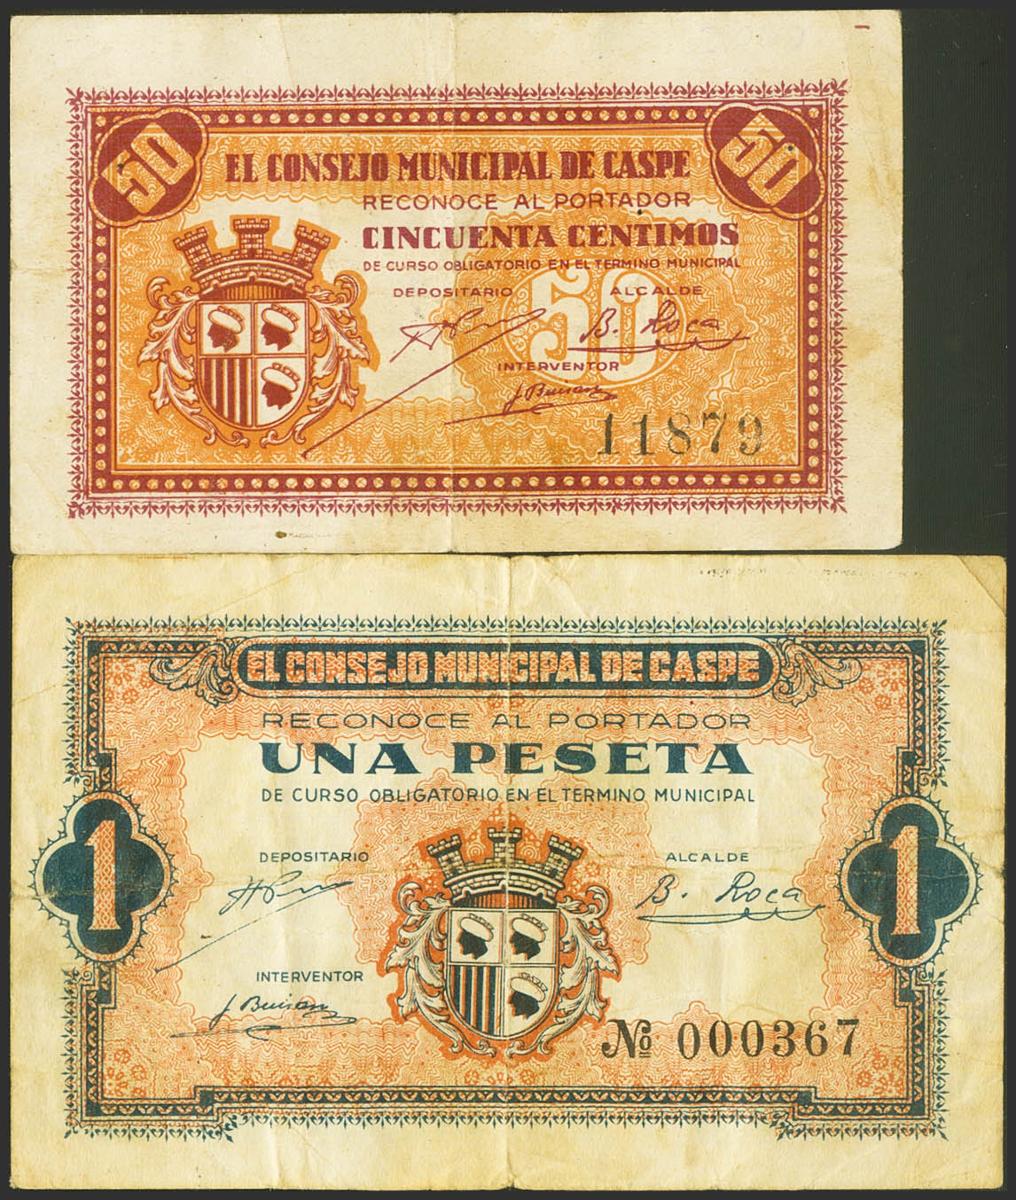 50 50
EL CONSEJO MUNICIPAL DE CASPE
RECONOCE AL PORTADOR
CINCUENTA CENTIMOS
DE CURSO OBLIGATORIO EN EL TERMINO MUNICIPAL
DEPOSITARIO ALCALDE
50
B. Roca
INTERVENTOR
J. Buisan
11879
EL CONSEJO MUNICIPAL DE CASPE
RECONOCE AL PORTADOR
UNA PESETA
DE CURSO OBLIGATORIO EN EL TERMINO MUNICIPAL
1 1
DEPOSITARIO ALCALDE
B. Roca
INTERVENTOR
J. Buisan
Nº 000367